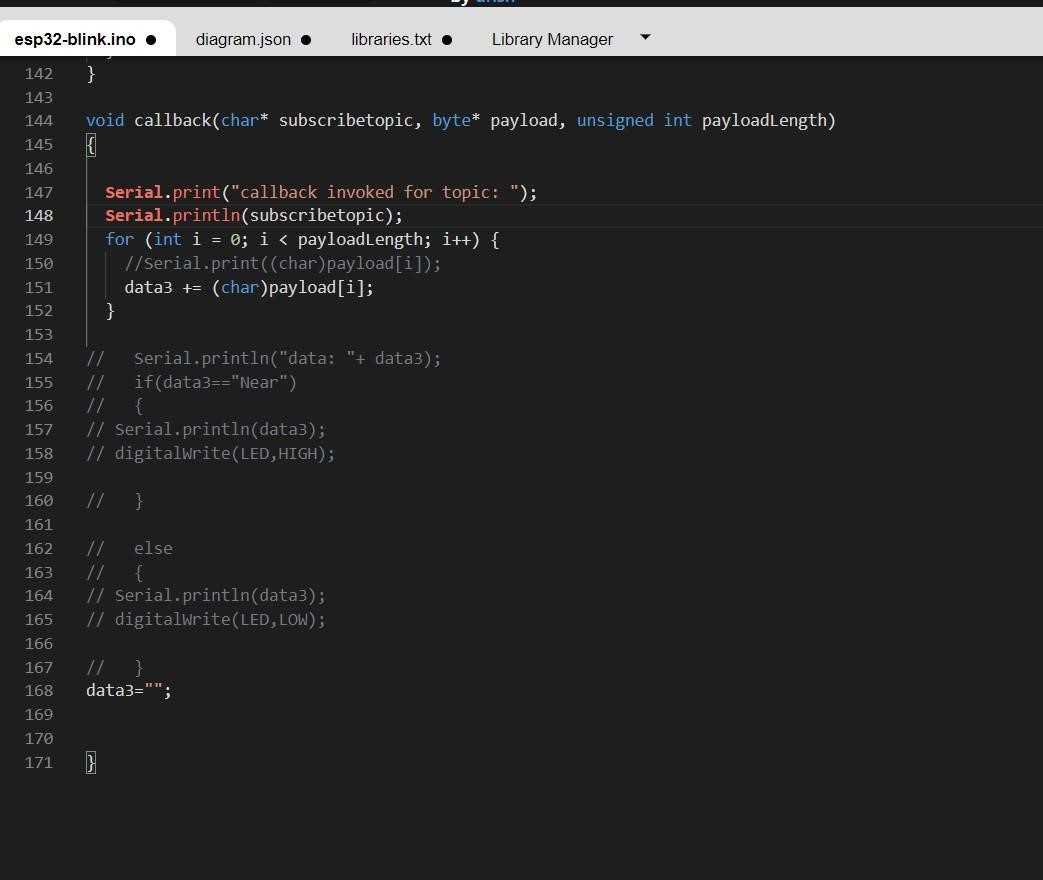 by
esp32-blink.ino ● diagram.json ● libraries.txt ● Library Manager
142 }
143
144 void callback(char* subscribetopic, byte* payload, unsigned int payloadLength)
145 {
146
147 Serial.print("callback invoked for topic: ");
148 Serial.println(subscribetopic);
149 for (int i = 0; i < payloadLength; i++) {
150 //Serial.print((char)payload[i]);
151 data3 += (char)payload[i];
152 }
153
154 // Serial.println("data: "+ data3);
155 // if(data3=="Near")
156 // {
157 // Serial.println(data3);
158 // digitalWrite(LED,HIGH);
159
160 // }
161
162 // else
163 // {
164 // Serial.println(data3);
165 // digitalWrite(LED,LOW);
166
167 // }
168 data3="";
169
170
171 }